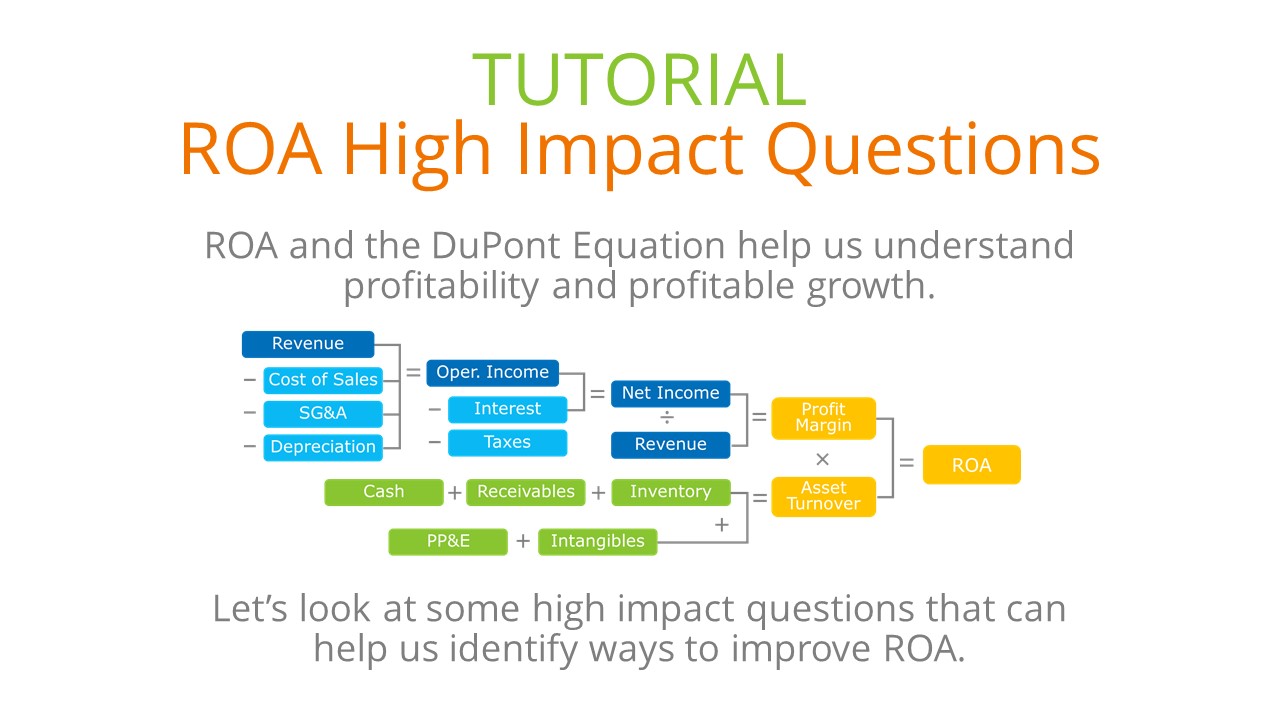 TUTORIAL
ROA High Impact Questions
ROA and the DuPont Equation help us understand
profitability and profitable growth.
Revenue
− Cost of Sales
− SG&A
− Depreciation
= Oper. Income
− Interest
− Taxes
= Net Income
÷
Revenue
= Profit
Margin
×
Cash + Receivables + Inventory
+
PP&E + Intangibles
= Asset
Turnover
= ROA
Let’s look at some high impact questions that can
help us identify ways to improve ROA.